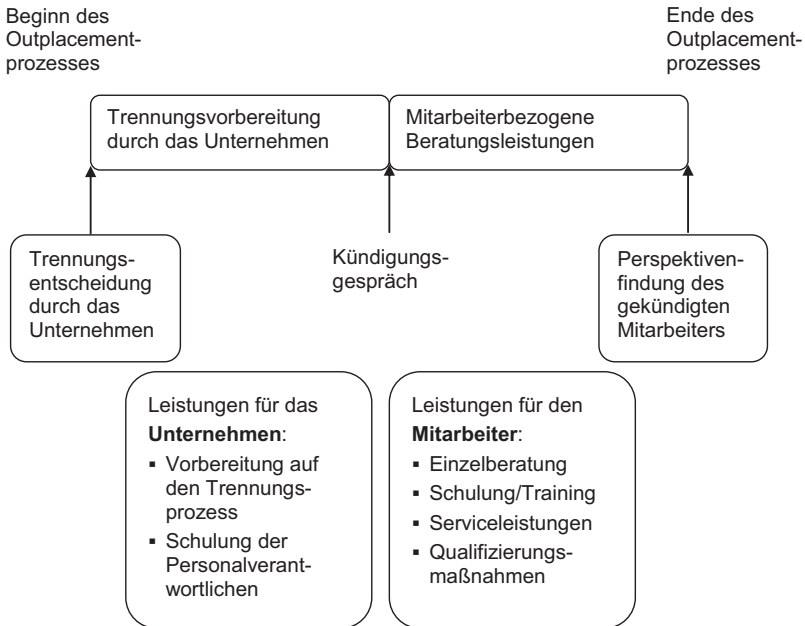 Beginn des
Outplacement-
prozesses
Ende des
Outplacement-
prozesses
Trennungsvorbereitung
durch das Unternehmen
Mitarbeiterbezogene
Beratungsleistungen
Trennungs-
entscheidung
durch das
Unternehmen
Kündigungs-
gespräch
Perspektiven-
findung des
gekündigten
Mitarbeiters
Leistungen für das
Unternehmen:
▪ Vorbereitung auf
den Trennungs-
prozess
▪ Schulung der
Personalverant-
wortlichen
Leistungen für den
Mitarbeiter:
▪ Einzelberatung
▪ Schulung/Training
▪ Serviceleistungen
▪ Qualifizierungs-
maßnahmen